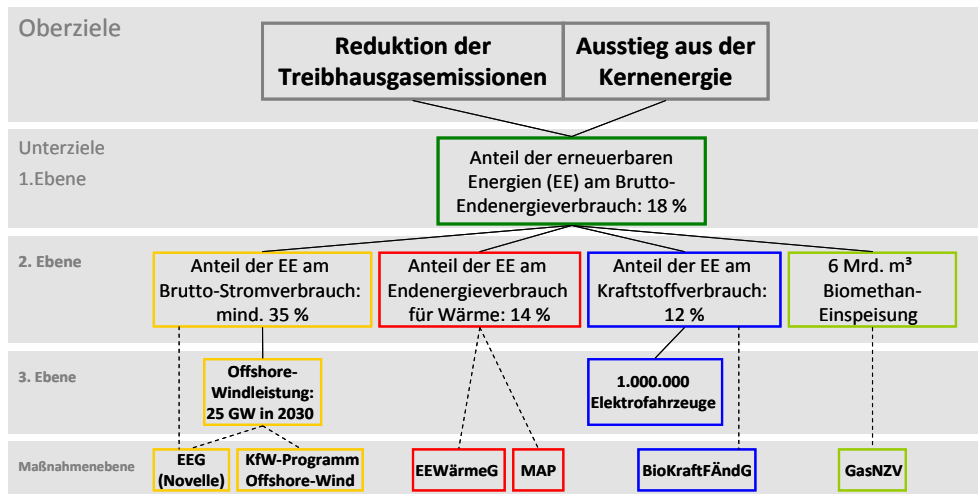 Oberziele
Reduktion der
Treibhausgasemissionen
Ausstieg aus der
Kernenergie
Unterziele
1.Ebene
Anteil der erneuerbaren
Energien (EE) am Brutto-
Endenergieverbrauch: 18 %
2. Ebene
Anteil der EE am
Brutto-Stromverbrauch:
mind. 35 %
Anteil der EE am
Endenergieverbrauch
für Wärme: 14 %
Anteil der EE am
Kraftstoffverbrauch:
12 %
6 Mrd. m³
Biomethan-
Einspeisung
3. Ebene
Offshore-
Windleistung:
25 GW in 2030
1.000.000
Elektrofahrzeuge
Maßnahmenebene
EEG
(Novelle)
KfW-Programm
Offshore-Wind
EEWärmeG
MAP
BioKraftFÄndG
GasNZV